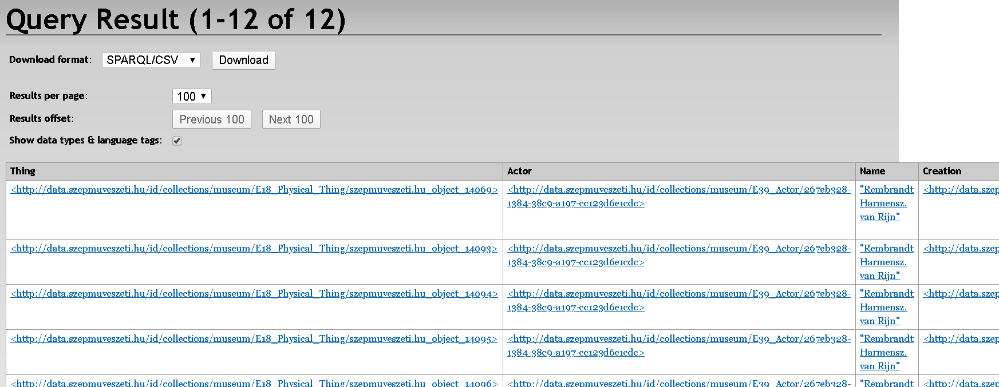 Query Result (1-12 of 12)
Download format: SPARQL/CSV Download
Results per page: 100
Results offset: Previous 100 Next 100
Show data types & language tags:
Thing Actor Name Creation
<http://data.szepmuveszeti.hu/id/collections/museum/E18_Physical_Thing/szepmuveszeti.hu_object_14069> <http://data.szepmuveszeti.hu/id/collections/museum/E39_Actor/267eb328- "Rembrandt <http://data.szep
1384-38c9-a197-cc123d6e1cdc> Harmensz.
van Rijn"
<http://data.szepmuveszeti.hu/id/collections/museum/E18_Physical_Thing/szepmuveszeti.hu_object_14093> <http://data.szepmuveszeti.hu/id/collections/museum/E39_Actor/267eb328- "Rembrandt <http://data.szep
1384-38c9-a197-cc123d6e1cdc> Harmensz.
van Rijn"
<http://data.szepmuveszeti.hu/id/collections/museum/E18_Physical_Thing/szepmuveszeti.hu_object_14094> <http://data.szepmuveszeti.hu/id/collections/museum/E39_Actor/267eb328- "Rembrandt <http://data.szep
1384-38c9-a197-cc123d6e1cdc> Harmensz.
van Rijn"
<http://data.szepmuveszeti.hu/id/collections/museum/E18_Physical_Thing/szepmuveszeti.hu_object_14095> <http://data.szepmuveszeti.hu/id/collections/museum/E39_Actor/267eb328- "Rembrandt <http://data.szep
1384-38c9-a197-cc123d6e1cdc> Harmensz.
van Rijn"
<http://data.szepmuveszeti.hu/id/collections/museum/E18_Physical_Thing/szepmuveszeti.hu_object_14096> <http://data.szepmuveszeti.hu/id/collections/museum/E39_Actor/267eb328- "Rembrandt <http://data.szep